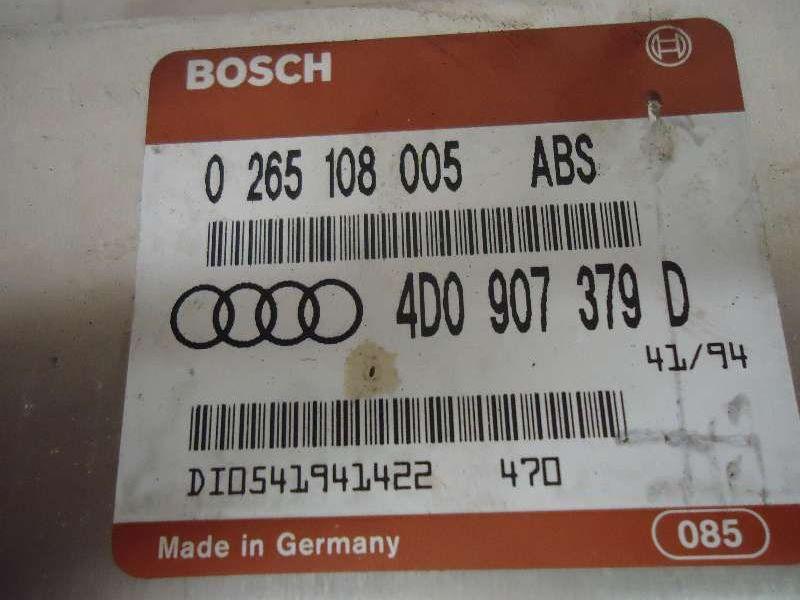 BOSCH
0 265 108 005 ABS
4D0 907 379 D
41/94
DI0541941422 470
Made in Germany 085